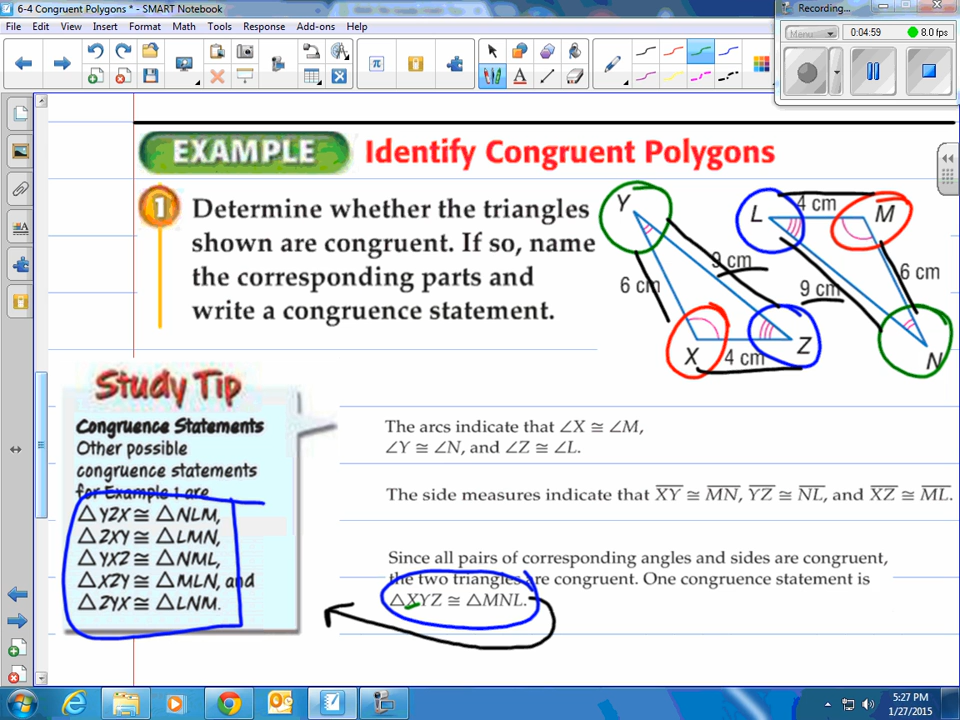 6-4 Congruent Polygons * - SMART Notebook
Recording...
File Edit View Insert Format Math Tools Response Add-ons Help
Menu
0:04:59
8.0 fps
EXAMPLE Identify Congruent Polygons
1
Determine whether the triangles
shown are congruent. If so, name
the corresponding parts and
write a congruence statement.
Y
L
4 cm
M
9 cm
6 cm
9 cm
6 cm
X
4 cm
Z
N
Study Tip
Congruence Statements
Other possible
congruence statements
for Example 1 are
△YZX ≅ △NLM,
△ZXY ≅ △LMN,
△YXZ ≅ △NML,
△XZY ≅ △MLN, and
△ZYX ≅ △LNM.
The arcs indicate that ∠X ≅ ∠M,
∠Y ≅ ∠N, and ∠Z ≅ ∠L.
The side measures indicate that X̅Y̅ ≅ M̅N̅, Y̅Z̅ ≅ N̅L̅, and X̅Z̅ ≅ M̅L̅.
Since all pairs of corresponding angles and sides are congruent,
the two triangles are congruent. One congruence statement is
△XYZ ≅ △MNL.
5:27 PM
1/27/2015